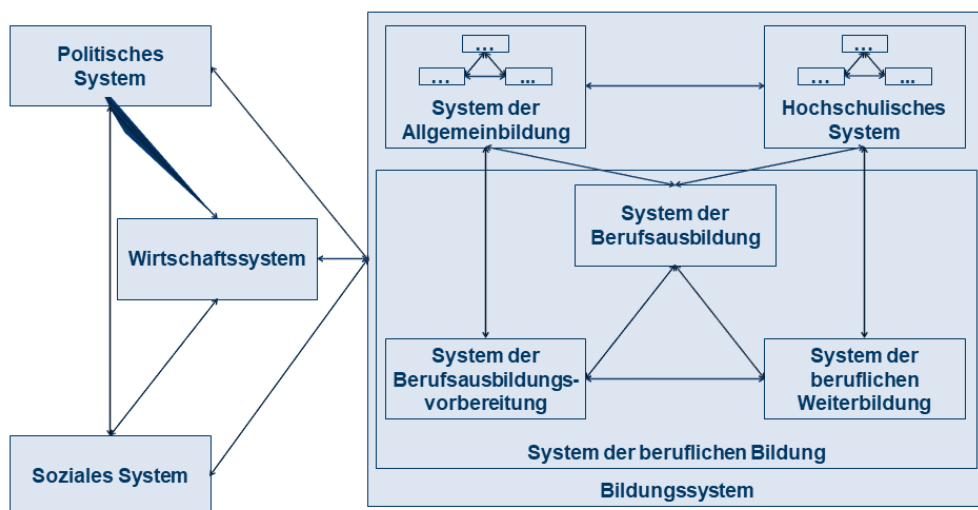 Politisches
System
Wirtschaftssystem
Soziales System
...
... ...
System der
Allgemeinbildung
...
... ...
Hochschulisches
System
System der
Berufsausbildung
System der
Berufsausbildungs-
vorbereitung
System der
beruflichen
Weiterbildung
System der beruflichen Bildung
Bildungssystem